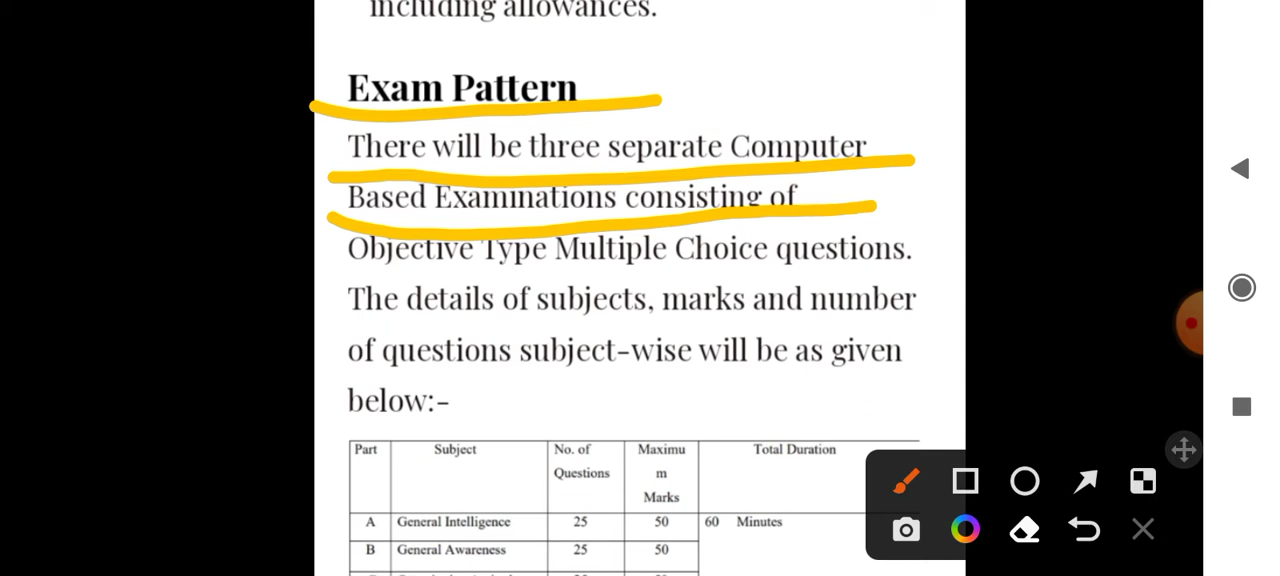 including allowances.
Exam Pattern
There will be three separate Computer
Based Examinations consisting of
Objective Type Multiple Choice questions.
The details of subjects, marks and number
of questions subject-wise will be as given
below:-
Part Subject No. of Questions Maximu m Marks Total Duration
A General Intelligence 25 50 60 Minutes
B General Awareness 25 50